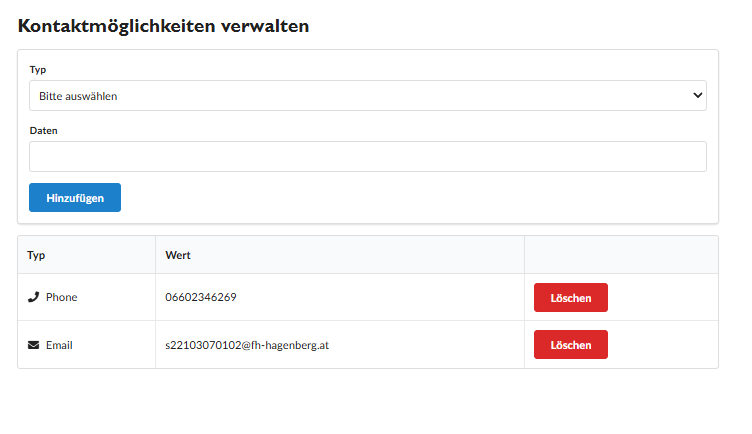 Kontaktmöglichkeiten verwalten
Typ
Bitte auswählen
Daten
Hinzufügen
Typ Wert
Phone 06602346269 Löschen
Email s22103070102@fh-hagenberg.at Löschen